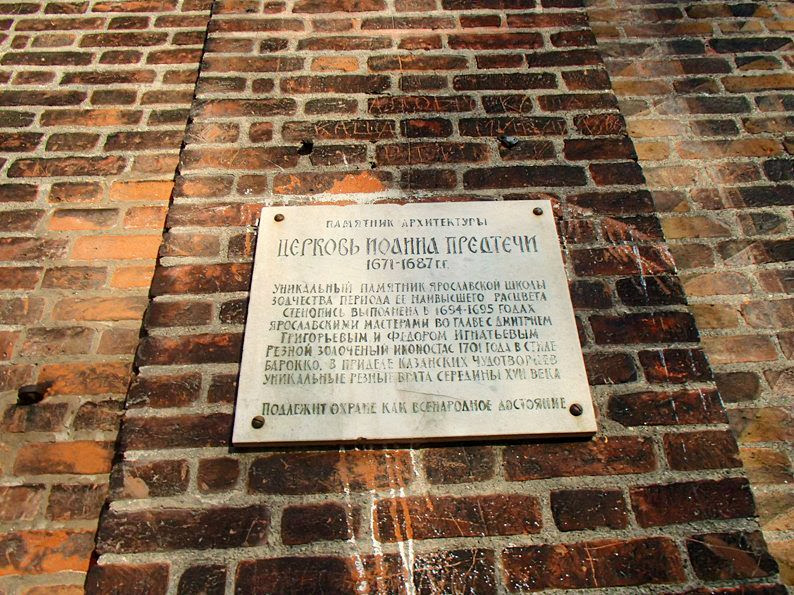 ПАМЯТНИК АРХИТЕКТУРЫ
ЦЕРКОВЬ ИОАННА ПРЕДТЕЧИ
1671-1687 г.г.
УНИКАЛЬНЫЙ ПАМЯТНИК ЯРОСЛАВСКОЙ ШКОЛЫ
ЗОДЧЕСТВА ПЕРИОДА ЕЕ НАИВЫСШЕГО РАСЦВЕТА
СТЕНОПИСЬ ВЫПОЛНЕНА В 1694-1695 ГОДАХ
ЯРОСЛАВСКИМИ МАСТЕРАМИ ВО ГЛАВЕ С ДМИТРИЕМ
ГРИГОРЬЕВЫМ И ФЕДОРОМ ИГНАТЬЕВЫМ
РЕЗНОЙ ЗОЛОЧЕНЫЙ ИКОНОСТАС 1701 ГОДА В СТИЛЕ
БАРОККО, В ПРИДЕЛЕ КАЗАНСКИХ ЧУДОТВОРЦЕВ
УНИКАЛЬНЫЕ РЕЗНЫЕ ВРАТА СЕРЕДИНЫ XVII ВЕКА
ПОДЛЕЖИТ ОХРАНЕ КАК ВСЕНАРОДНОЕ ДОСТОЯНИЕ